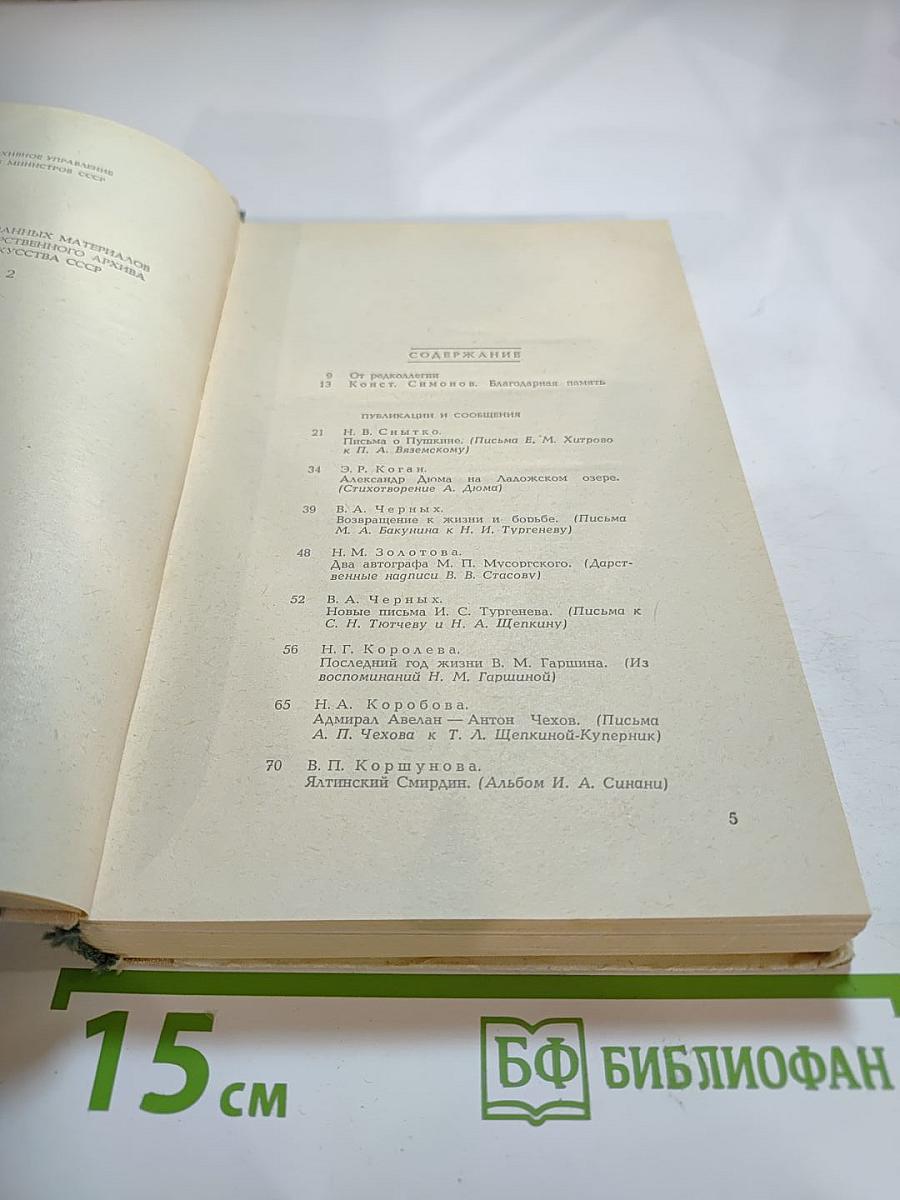 ХИВНОЕ УПРАВЛЕНИЕ
МИНИСТРОВ СССР
ВАННЫХ МАТЕРИАЛОВ
РСТВЕННОГО АРХИВА
КУССТВА СССР
2
СОДЕРЖАНИЕ
9 От редколлегии
13 Конст. Симонов. Благодарная память
ПУБЛИКАЦИИ И СООБЩЕНИЯ
21 Н. В. Снытко.
Письма о Пушкине. (Письма Е. М. Хитрово
к П. А. Вяземскому)
34 Э. Р. Коган.
Александр Дюма на Ладожском озере.
(Стихотворение А. Дюма)
39 В. А. Черных.
Возвращение к жизни и борьбе. (Письма
М. А. Бакунина к Н. И. Тургеневу)
48 Н. М. Золотова.
Два автографа М. П. Мусоргского. (Дарст-
венные надписи В. В. Стасову)
52 В. А. Черных.
Новые письма И. С. Тургенева. (Письма к
С. Н. Тютчеву и Н. А. Щепкину)
56 Н. Г. Королева.
Последний год жизни В. М. Гаршина. (Из
воспоминаний Н. М. Гаршиной)
65 Н. А. Коробова.
Адмирал Авелан — Антон Чехов. (Письма
А. П. Чехова к Т. Л. Щепкиной-Куперник)
70 В. П. Коршунова.
Ялтинский Смирдин. (Альбом И. А. Синани)
5
15 см
БФ БИБЛИОФАН